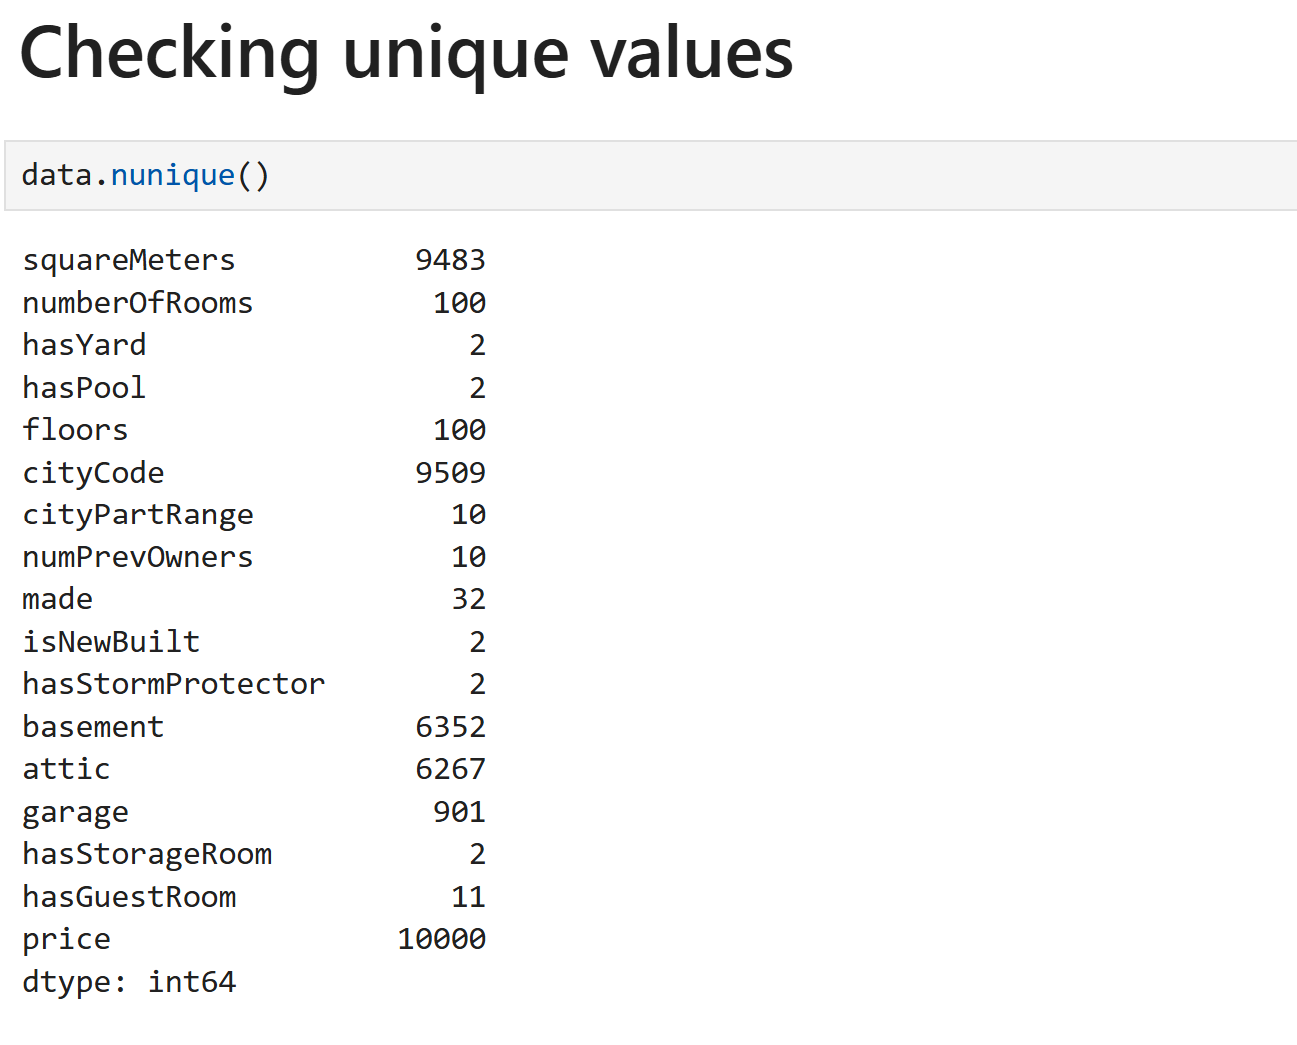 Checking unique values
data.nunique()
squareMeters 9483
numberOfRooms 100
hasYard 2
hasPool 2
floors 100
cityCode 9509
cityPartRange 10
numPrevOwners 10
made 32
isNewBuilt 2
hasStormProtector 2
basement 6352
attic 6267
garage 901
hasStorageRoom 2
hasGuestRoom 11
price 10000
dtype: int64